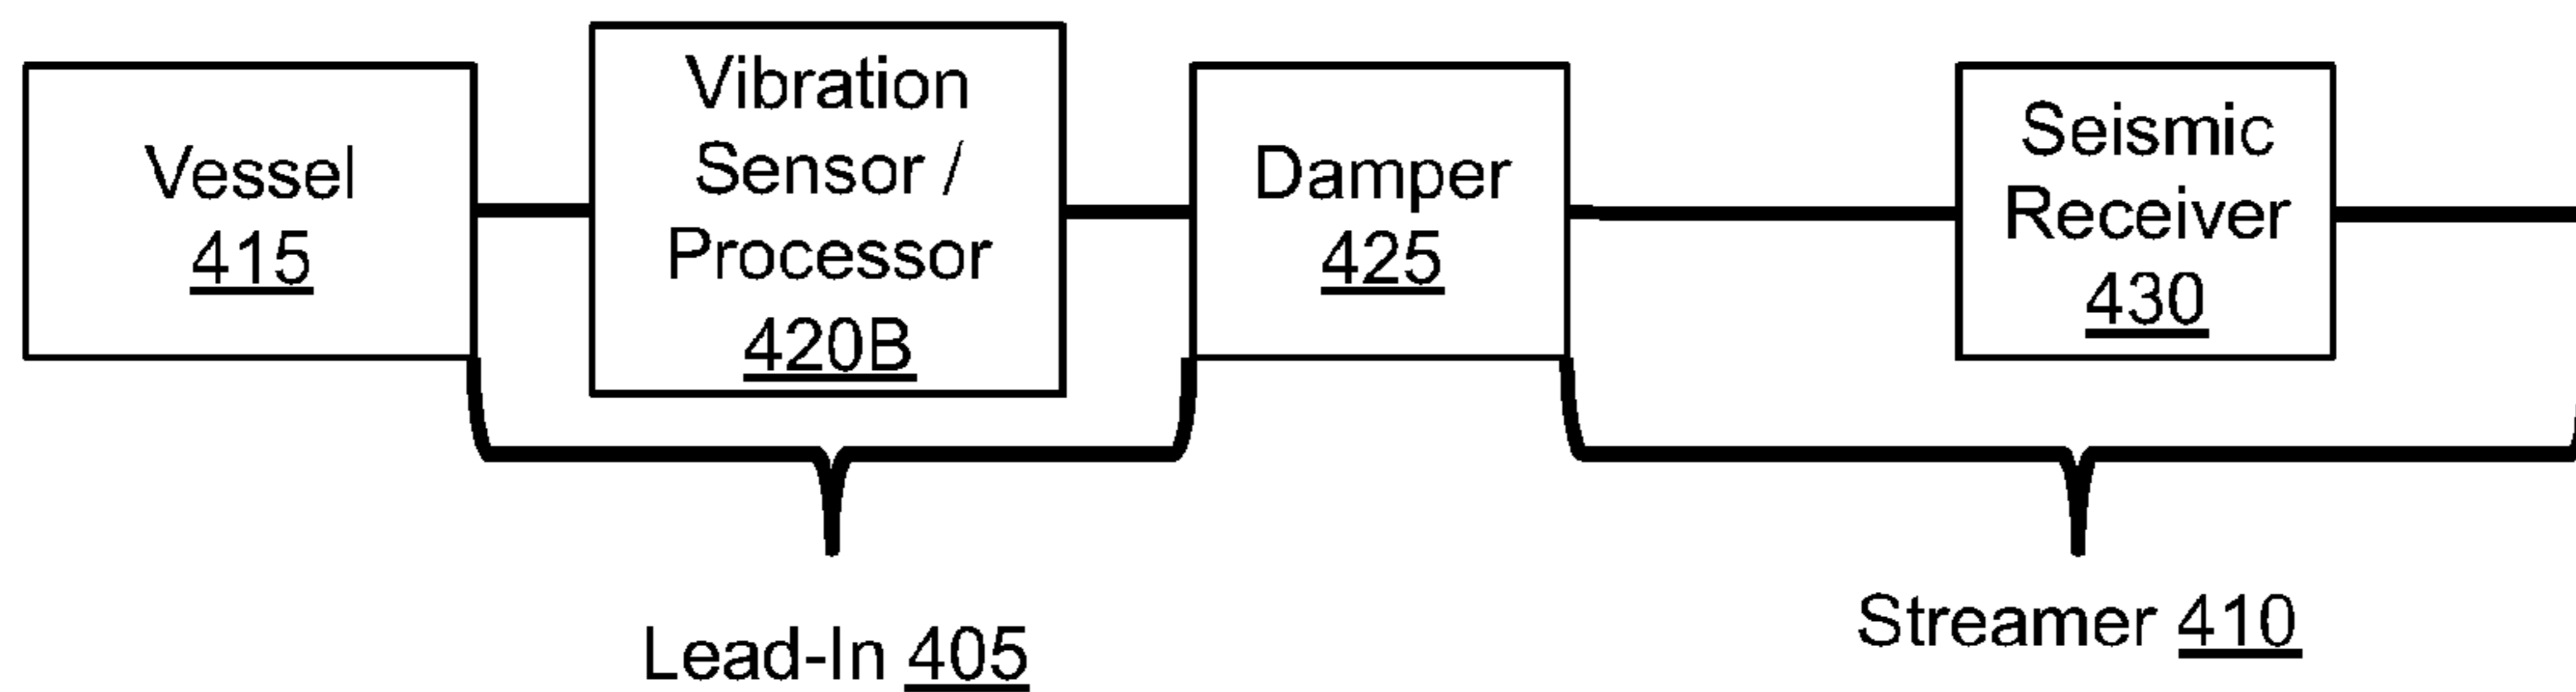 Vessel
415
Vibration
Sensor /
Processor
420B
Damper
425
Seismic
Receiver
430
Lead-In 405
Streamer 410